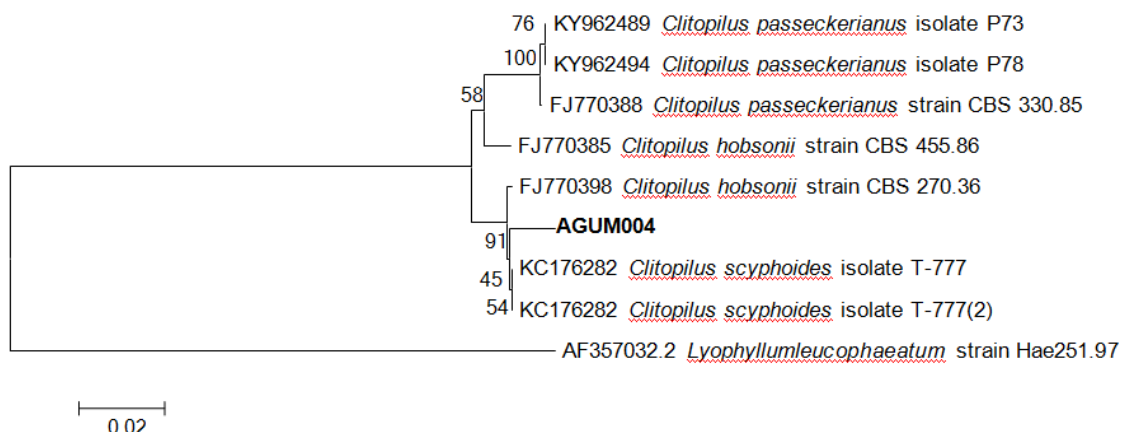 76 KY962489 Clitopilus passeckerianus isolate P73
100 KY962494 Clitopilus passeckerianus isolate P78
58 FJ770388 Clitopilus passeckerianus strain CBS 330.85
FJ770385 Clitopilus hobsonii strain CBS 455.86
FJ770398 Clitopilus hobsonii strain CBS 270.36
AGUM004
91
KC176282 Clitopilus scyphoides isolate T-777
45
54 KC176282 Clitopilus scyphoides isolate T-777(2)
AF357032.2 Lyophyllumleucophaeatum strain Hae251.97
0.02